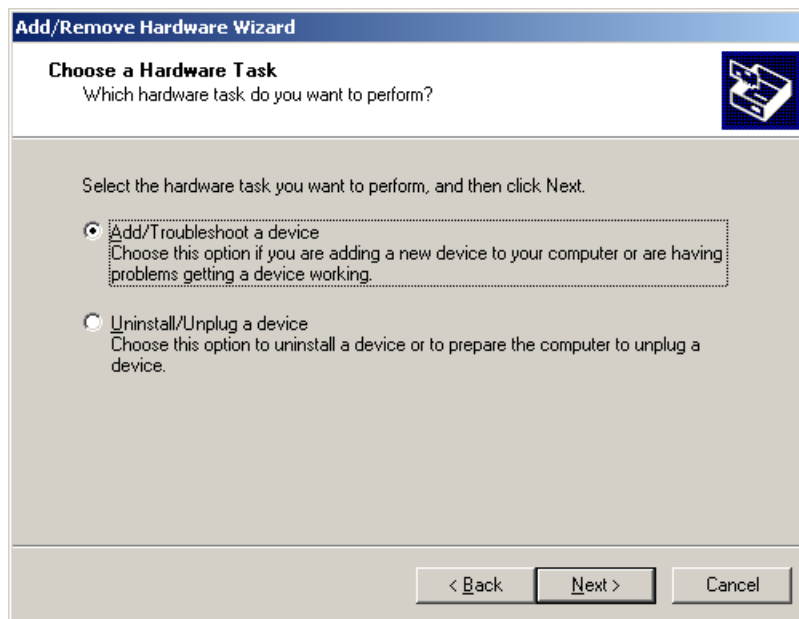 Add/Remove Hardware Wizard
Choose a Hardware Task
Which hardware task do you want to perform?
Select the hardware task you want to perform, and then click Next.
Add/Troubleshoot a device
Choose this option if you are adding a new device to your computer or are having
problems getting a device working.
Uninstall/Unplug a device
Choose this option to uninstall a device or to prepare the computer to unplug a
device.
< Back
Next >
Cancel